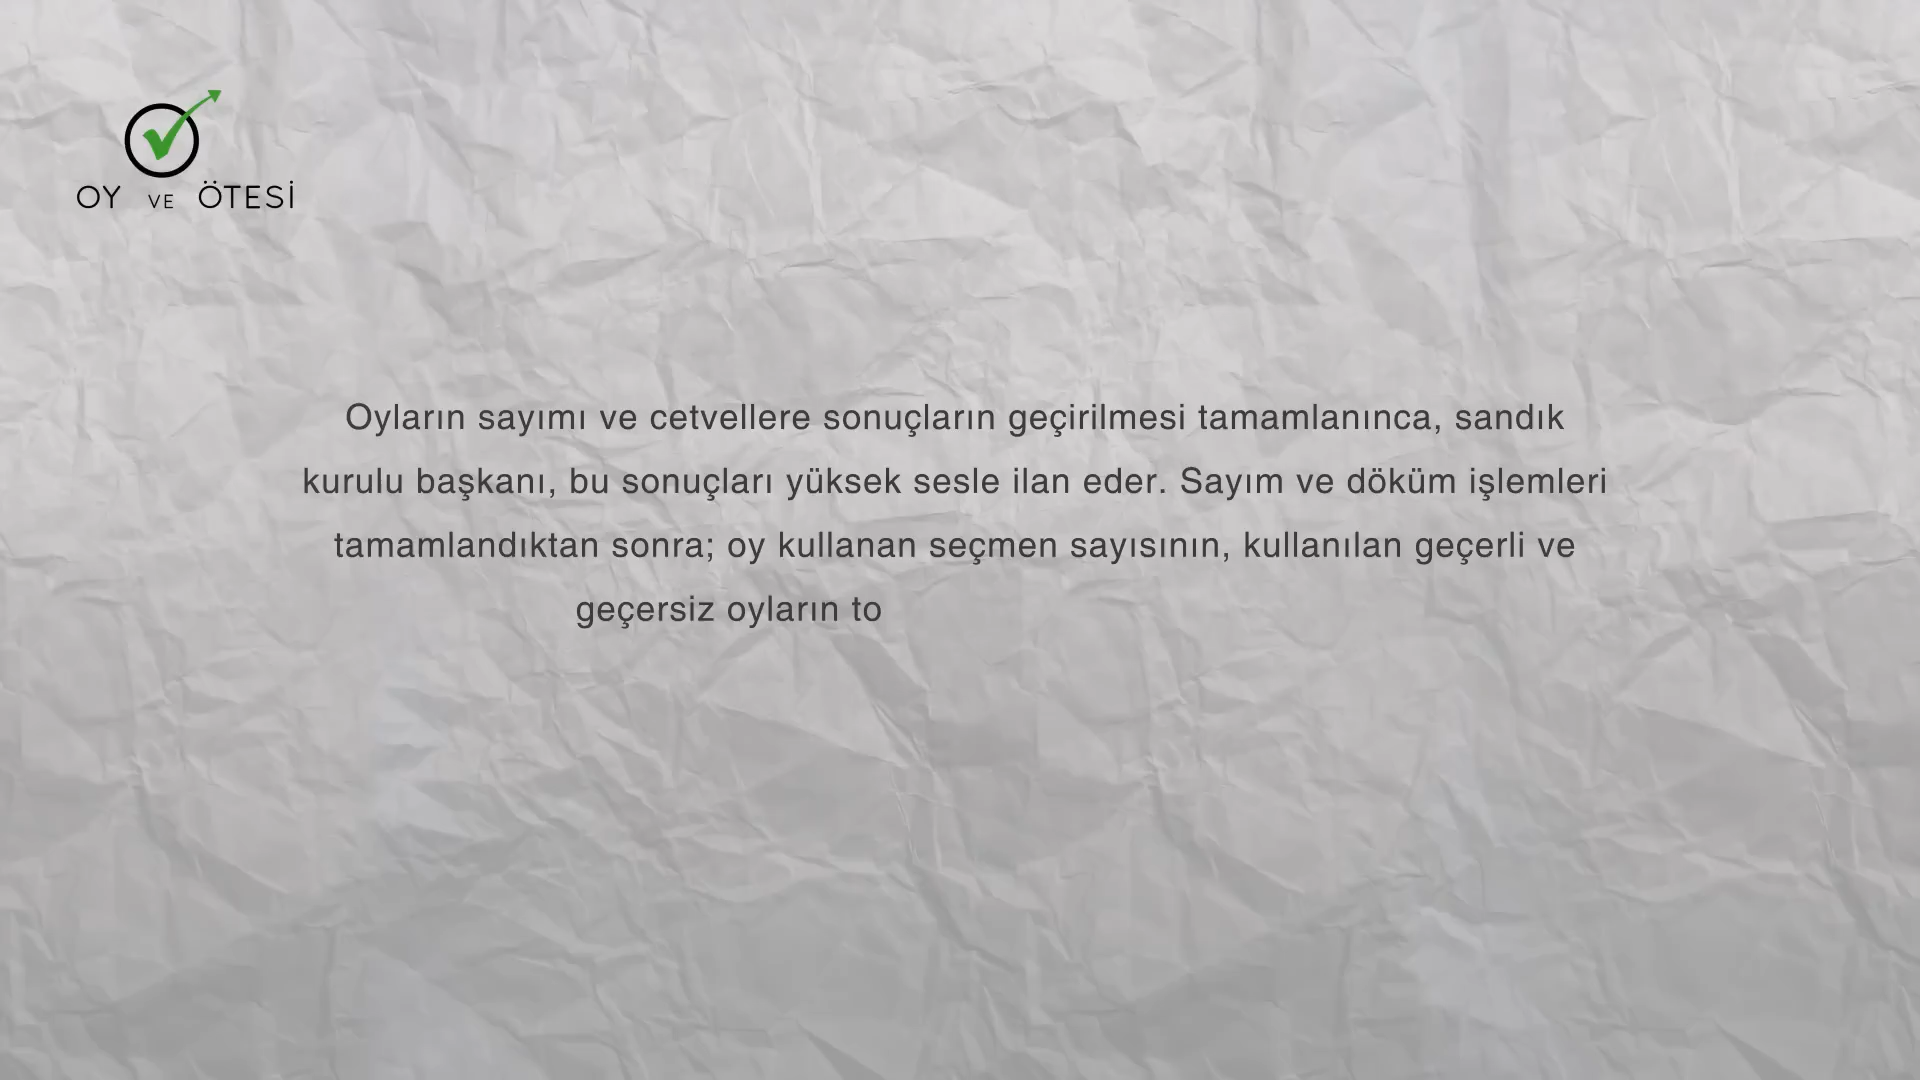 OY VE ÖTESİ
Oyların sayımı ve cetvellere sonuçların geçirilmesi tamamlanınca, sandık
kurulu başkanı, bu sonuçları yüksek sesle ilan eder. Sayım ve döküm işlemleri
tamamlandıktan sonra; oy kullanan seçmen sayısının, kullanılan geçerli ve
geçersiz oyların to